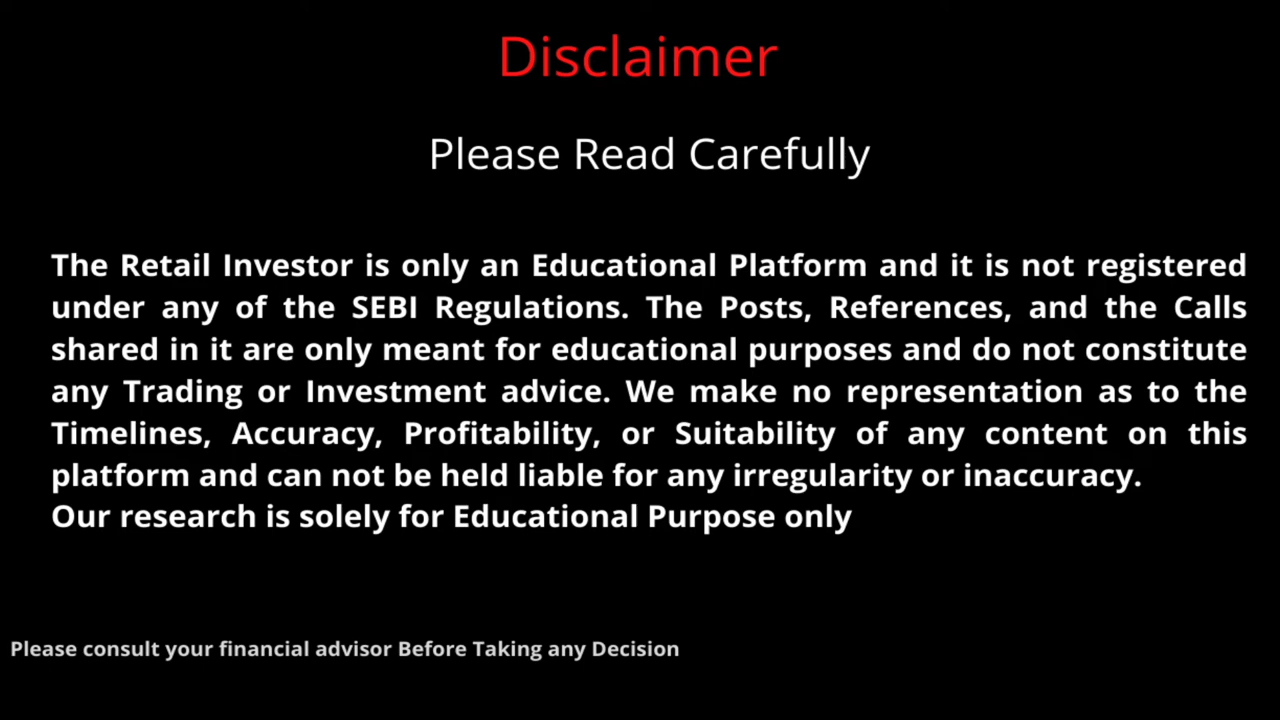 Disclaimer
Please Read Carefully
The Retail Investor is only an Educational Platform and it is not registered
under any of the SEBI Regulations. The Posts, References, and the Calls
shared in it are only meant for educational purposes and do not constitute
any Trading or Investment advice. We make no representation as to the
Timelines, Accuracy, Profitability, or Suitability of any content on this
platform and can not be held liable for any irregularity or inaccuracy.
Our research is solely for Educational Purpose only
Please consult your financial advisor Before Taking any Decision